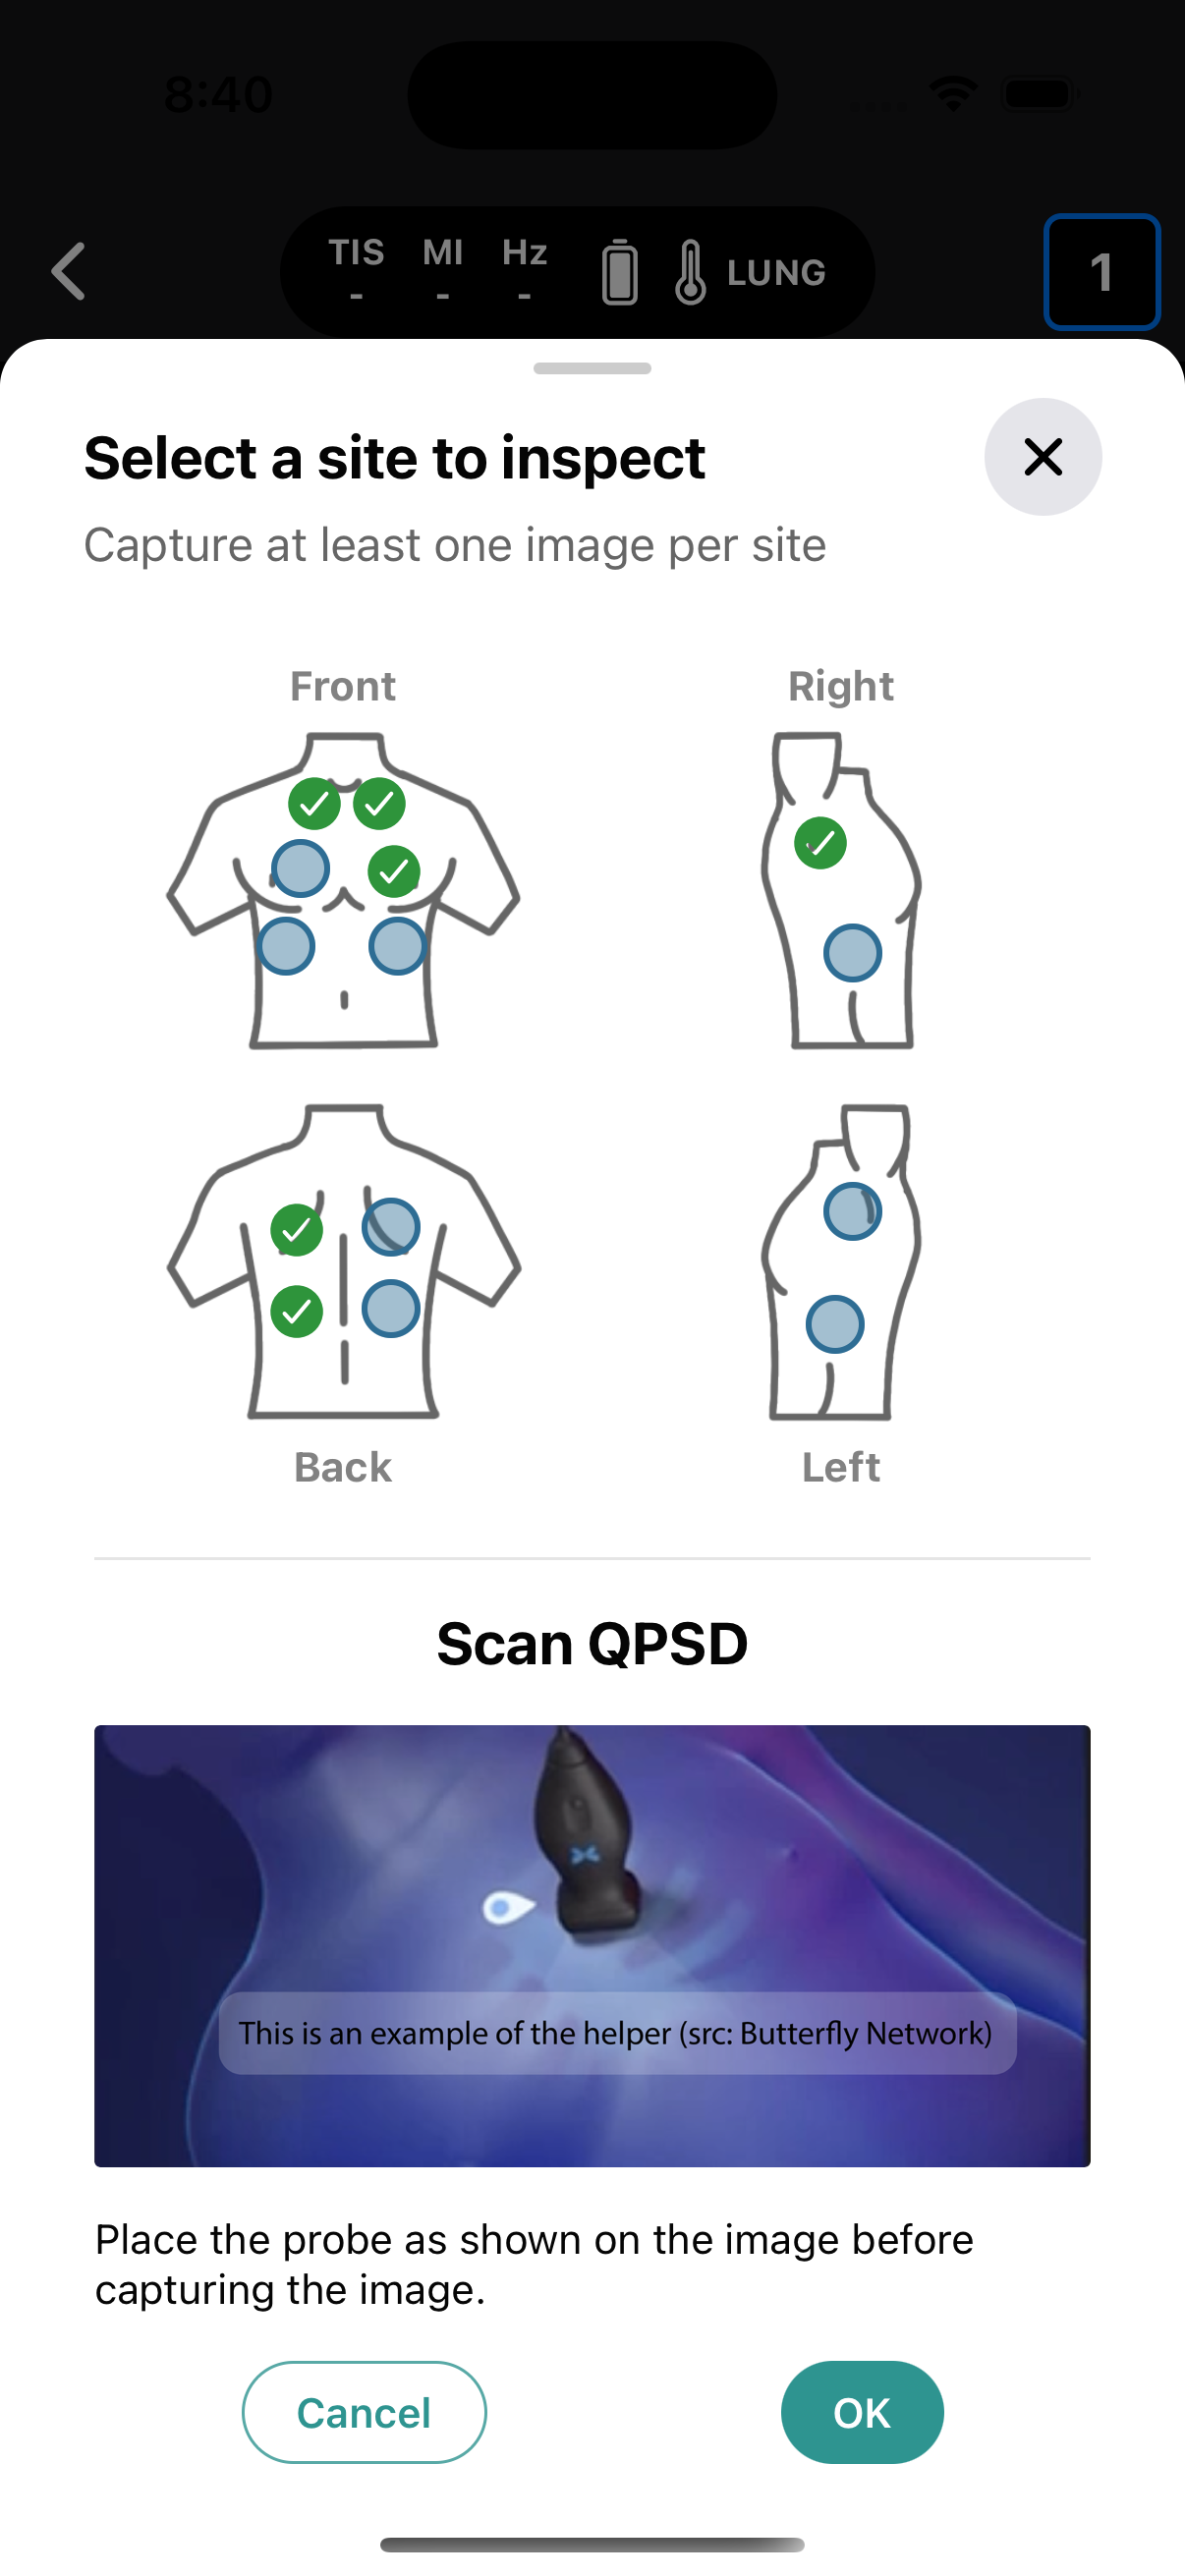 8:40
TIS MI Hz
- - -
LUNG
1
Select a site to inspect
Capture at least one image per site
Front
Right
Back
Left
Scan QPSD
This is an example of the helper (src: Butterfly Network)
Place the probe as shown on the image before
capturing the image.
Cancel
OK